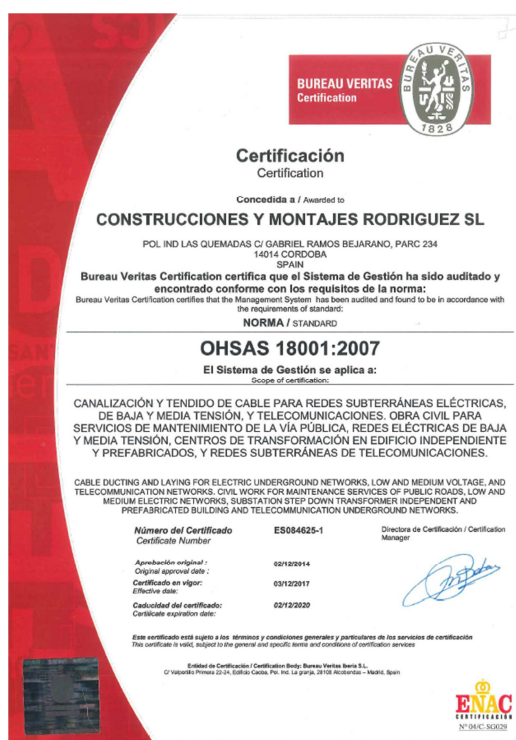 BUREAU VERITAS
Certification
BUREAU VERITAS
1828
Certificación
Certification
Concedida a / Awarded to
CONSTRUCCIONES Y MONTAJES RODRIGUEZ SL
POL IND LAS QUEMADAS C/ GABRIEL RAMOS BEJARANO, PARC 234
14014 CORDOBA
SPAIN
Bureau Veritas Certification certifica que el Sistema de Gestión ha sido auditado y
encontrado conforme con los requisitos de la norma:
Bureau Veritas Certification certifies that the Management System has been audited and found to be in accordance with
the requirements of standard:
NORMA / STANDARD
OHSAS 18001:2007
El Sistema de Gestión se aplica a:
Scope of certification:
CANALIZACIÓN Y TENDIDO DE CABLE PARA REDES SUBTERRÁNEAS ELÉCTRICAS,
DE BAJA Y MEDIA TENSIÓN, Y TELECOMUNICACIONES. OBRA CIVIL PARA
SERVICIOS DE MANTENIMIENTO DE LA VÍA PÚBLICA, REDES ELÉCTRICAS DE BAJA
Y MEDIA TENSIÓN, CENTROS DE TRANSFORMACIÓN EN EDIFICIO INDEPENDIENTE
Y PREFABRICADOS, Y REDES SUBTERRÁNEAS DE TELECOMUNICACIONES.
CABLE DUCTING AND LAYING FOR ELECTRIC UNDERGROUND NETWORKS, LOW AND MEDIUM VOLTAGE, AND
TELECOMMUNICATION NETWORKS. CIVIL WORK FOR MAINTENANCE SERVICES OF PUBLIC ROADS, LOW AND
MEDIUM ELECTRIC NETWORKS, SUBSTATION STEP DOWN TRANSFORMER INDEPENDENT AND
PREFABRICATED BUILDING AND TELECOMMUNICATION UNDERGROUND NETWORKS.
Número del Certificado ES084625-1 Directora de Certificación / Certification
Certificate Number Manager
Aprobación original : 02/12/2014
Original approval date :
Certificado en vigor: 03/12/2017
Effective date:
Caducidad del certificado: 02/12/2020
Certificate expiration date:
Este certificado está sujeto a los términos y condiciones generales y particulares de los servicios de certificación
This certificate is valid, subject to the general and specific terms and conditions of certification services
Entidad de Certificación / Certification Body: Bureau Veritas Iberia S.L.
C/ Valportillo Primera 22-24, Edificio Caoba, Pol. Ind. La granja, 28108 Alcobendas – Madrid, Spain
ENAC
CERTIFICACIÓN
Nº 04/C-SG029